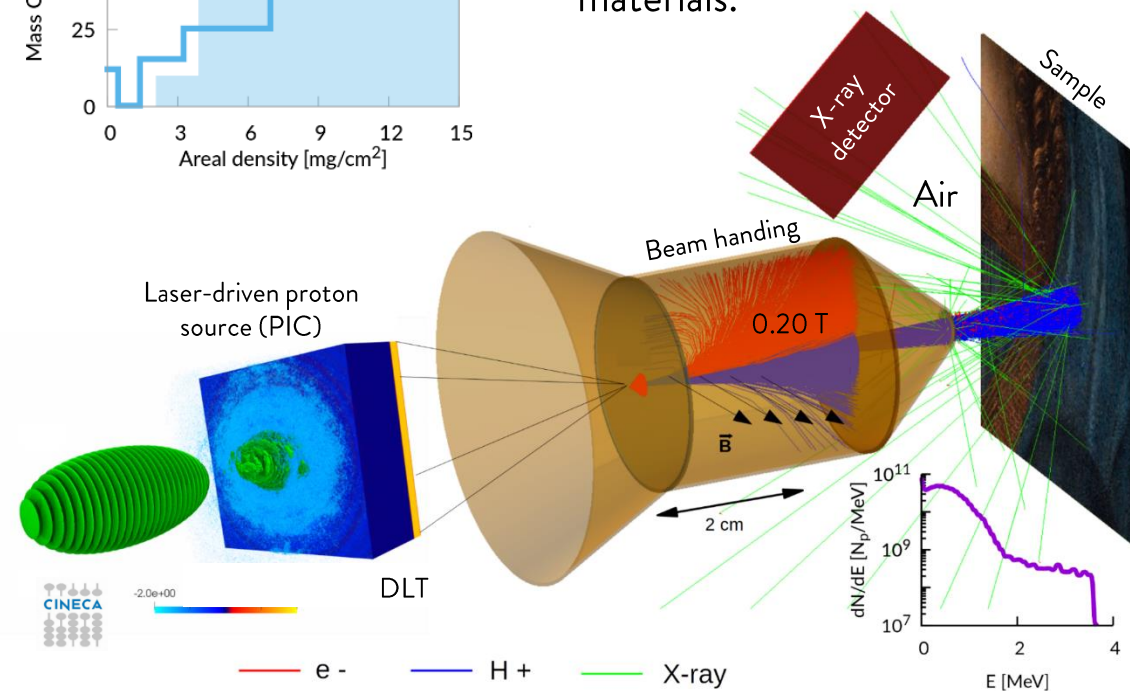 materials.
Mass C
25
0
0 3 6 9 12 15
Areal density [mg/cm²]
X-ray
detector
Sample
Air
Beam handing
0.20 T
Laser-driven proton
source (PIC)
B
2 cm
DLT
CINECA
-2.0e+00
10¹¹
10⁹
10⁷
dN/dE [Nₚ/MeV]
0 2 4
E [MeV]
e - H + X-ray